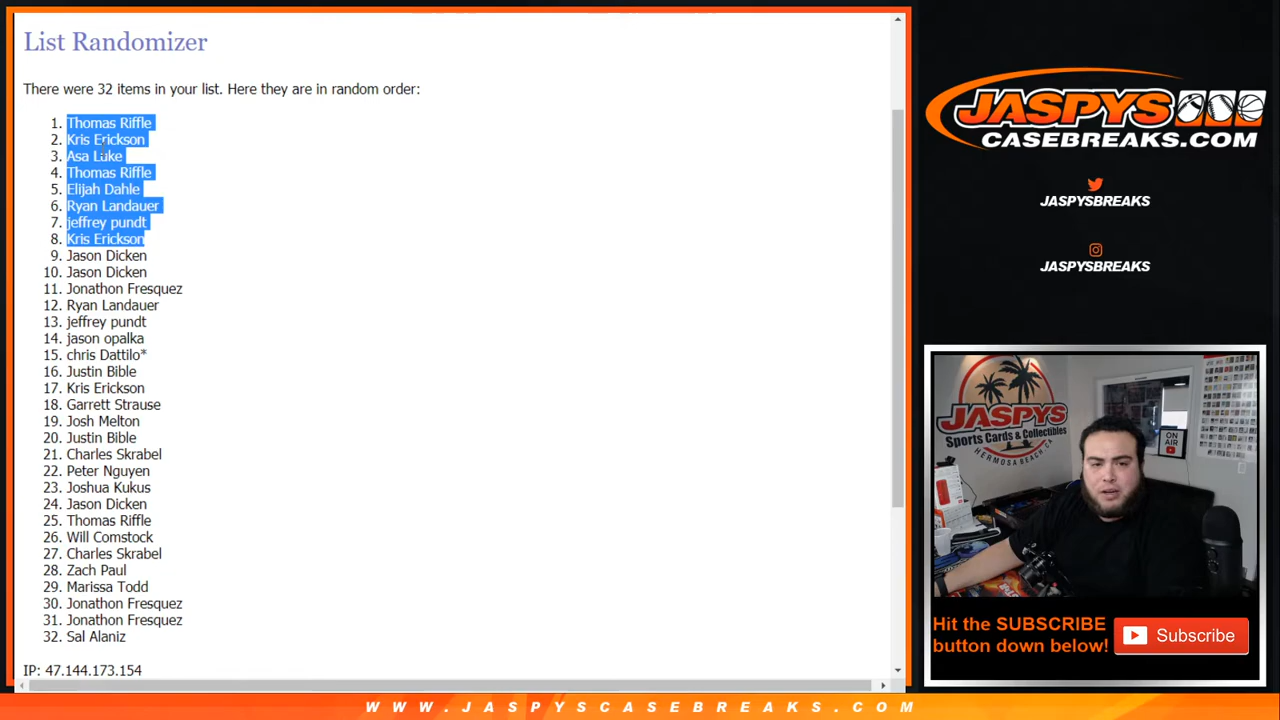 List Randomizer
There were 32 items in your list. Here they are in random order:
1. Thomas Riffle
2. Kris Erickson
3. Asa Luke
4. Thomas Riffle
5. Elijah Dahle
6. Ryan Landauer
7. jeffrey pundt
8. Kris Erickson
9. Jason Dicken
10. Jason Dicken
11. Jonathon Fresquez
12. Ryan Landauer
13. jeffrey pundt
14. jason opalka
15. chris Dattilo*
16. Justin Bible
17. Kris Erickson
18. Garrett Strause
19. Josh Melton
20. Justin Bible
21. Charles Skrabel
22. Peter Nguyen
23. Joshua Kukus
24. Jason Dicken
25. Thomas Riffle
26. Will Comstock
27. Charles Skrabel
28. Zach Paul
29. Marissa Todd
30. Jonathon Fresquez
31. Jonathon Fresquez
32. Sal Alaniz
IP: 47.144.173.154
JASPYS
CASEBREAKS.COM
JASPYSBREAKS
JASPYSBREAKS
JASPYS
Sports Cards & Collectibles
HERMOSA BEACH, CA
ON AIR
Hit the SUBSCRIBE
button down below!
Subscribe
WWW.JASPYSCASEBREAKS.COM